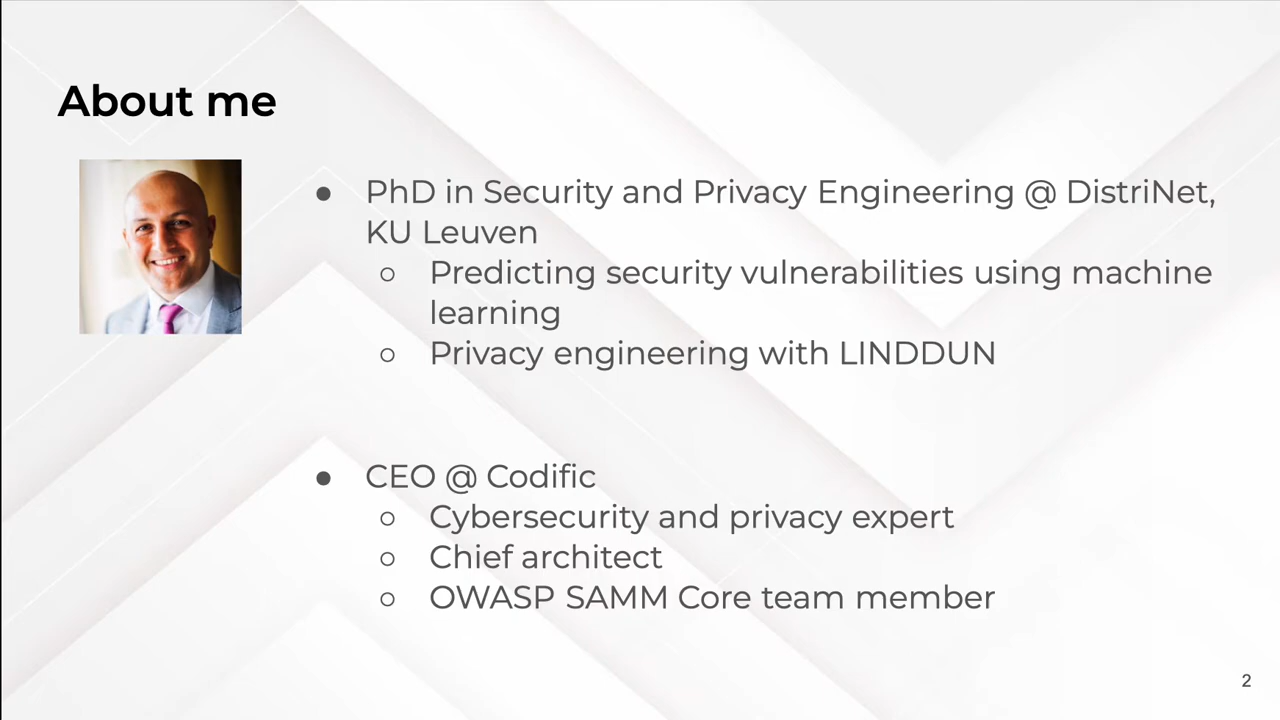 About me
● PhD in Security and Privacy Engineering @ DistriNet,
KU Leuven
○ Predicting security vulnerabilities using machine
learning
○ Privacy engineering with LINDDUN
● CEO @ Codific
○ Cybersecurity and privacy expert
○ Chief architect
○ OWASP SAMM Core team member
2